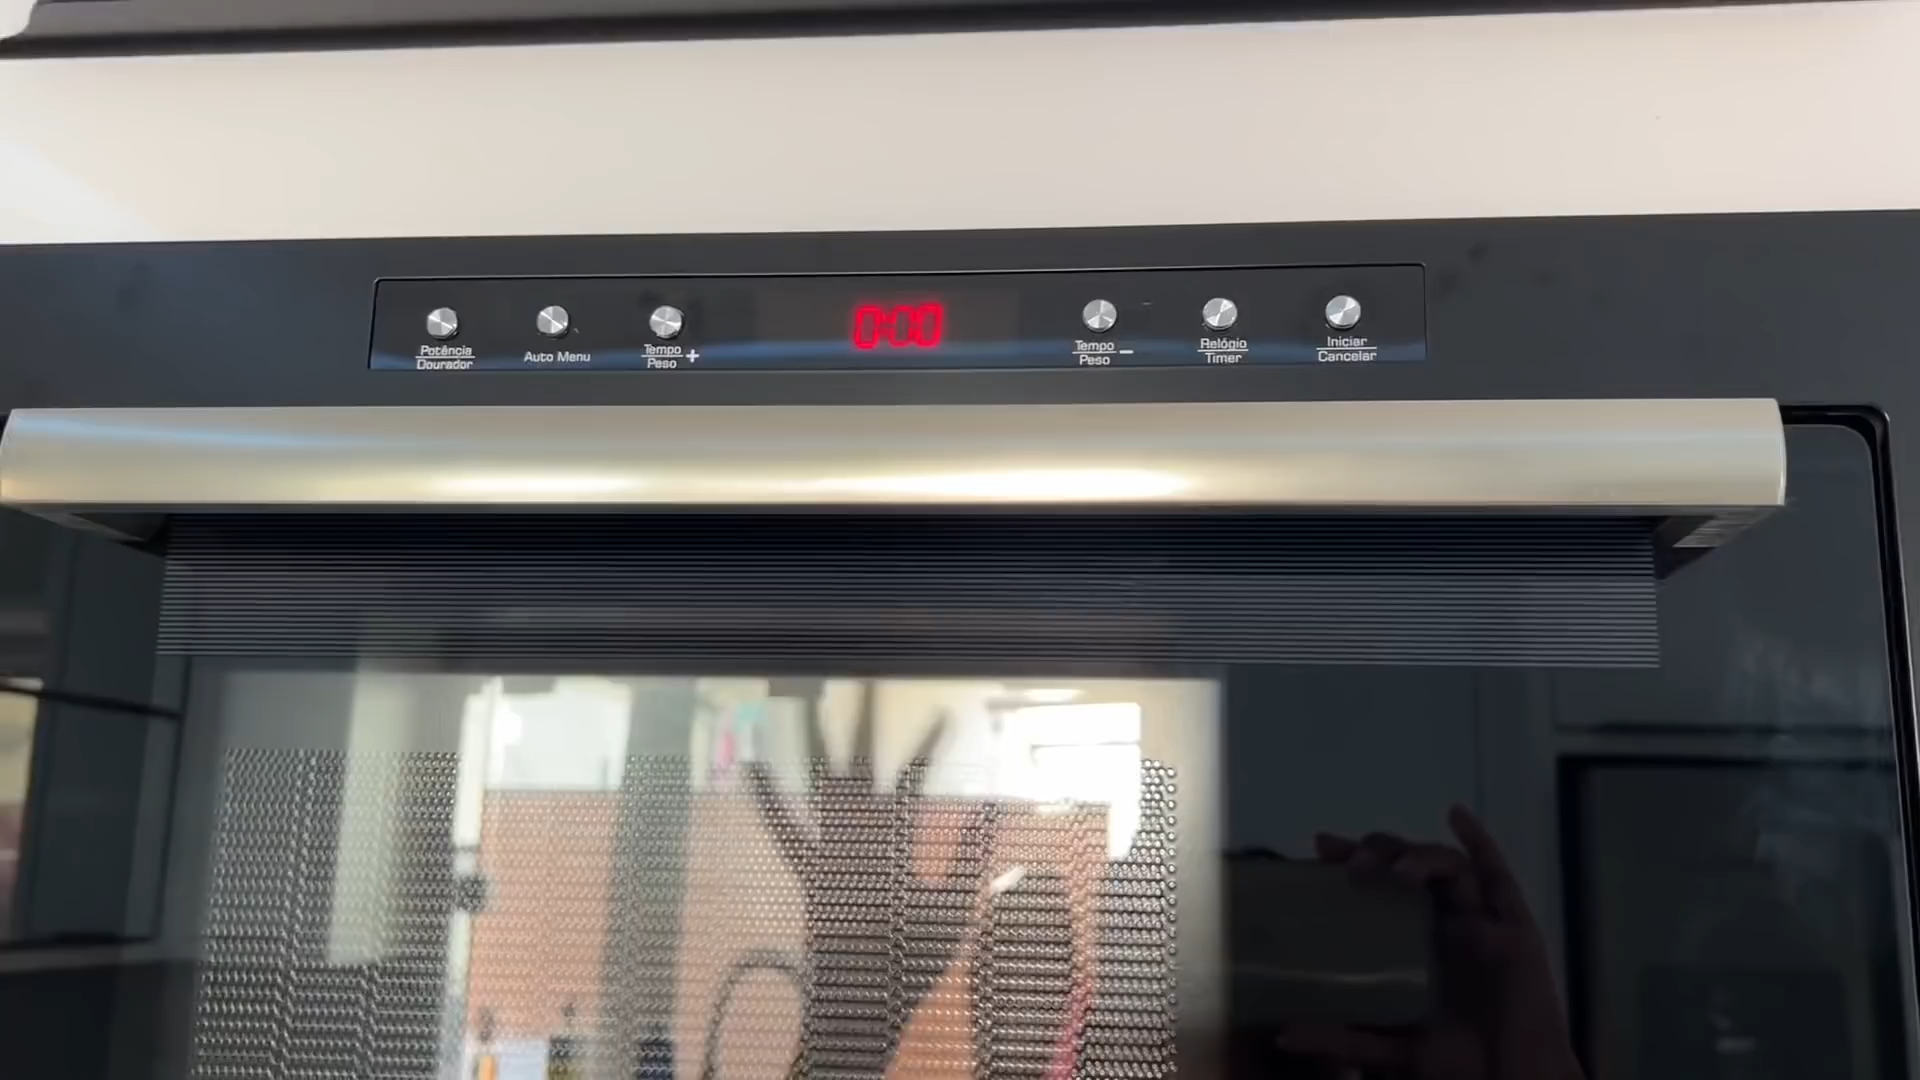 Potência
Dourador
Auto Menu
Tempo
Peso +
0:00
Tempo
Peso −
Relógio
Timer
Iniciar
Cancelar